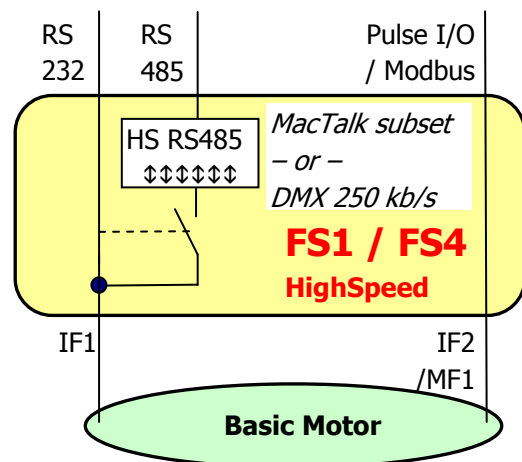 RS
232
RS
485
Pulse I/O
/ Modbus
HS RS485
⇕⇕⇕⇕⇕⇕
MacTalk subset
– or –
DMX 250 kb/s
FS1 / FS4
HighSpeed
IF1
IF2
/MF1
Basic Motor